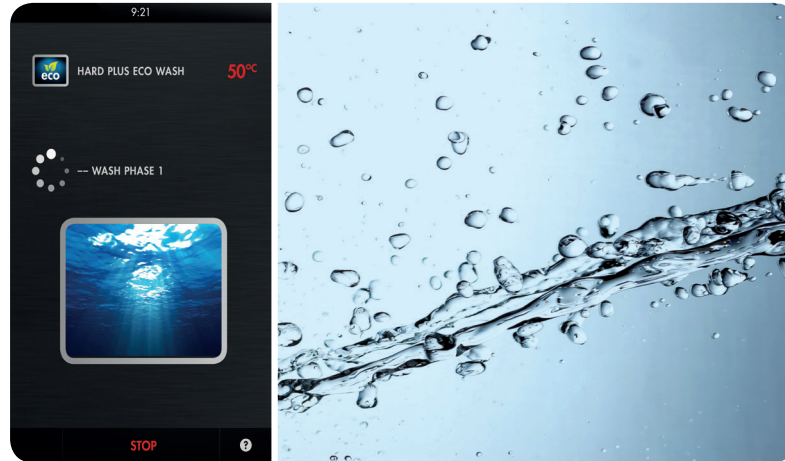 9:21
eco
HARD PLUS ECO WASH 50°C
-- WASH PHASE 1
STOP
?